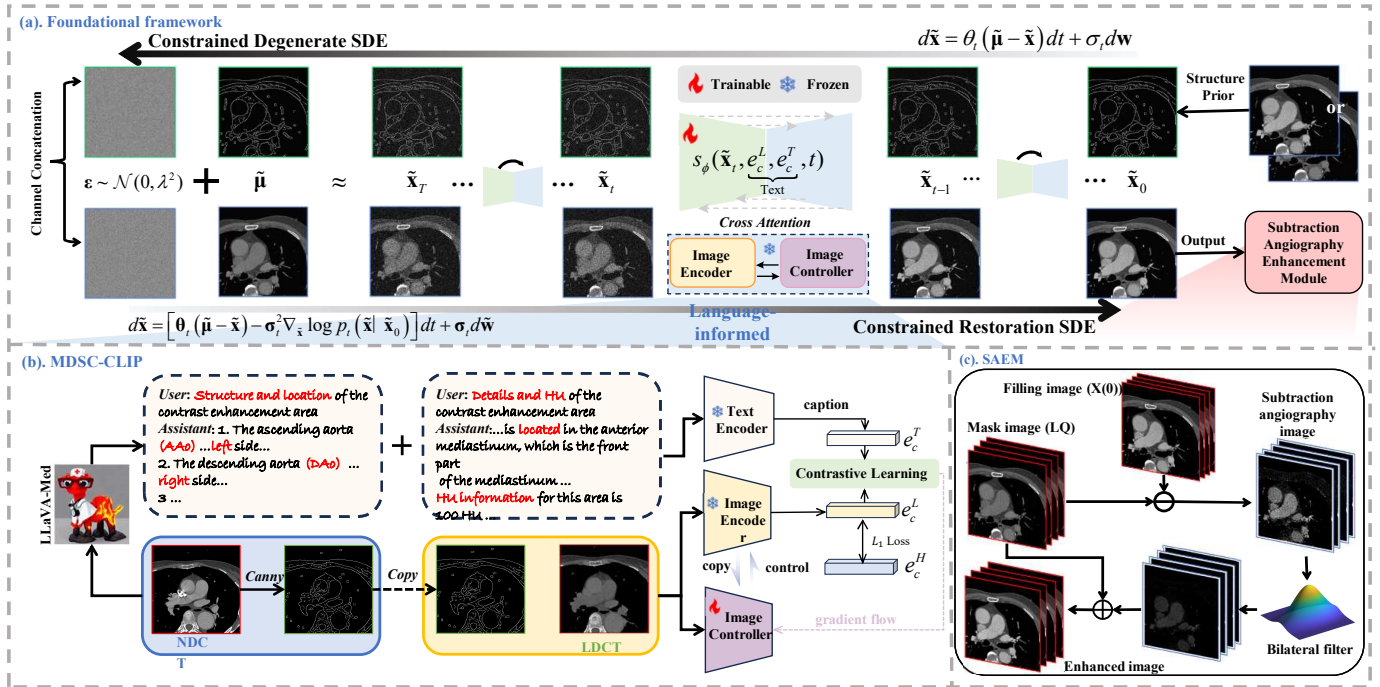 (a). Foundational framework
Constrained Degenerate SDE
d𝐱̃ = θ_t(𝛍̃ − 𝐱̃)dt + σ_t d𝐰
Channel Concatenation
Trainable Frozen
Structure
Prior
or
𝛆 ~ 𝒩(0, λ²) + 𝛍̃ ≈ 𝐱̃_T ... ... 𝐱̃_t
s_ϕ(𝐱̃_t, e_c^L, e_c^T, t)
Text
𝐱̃_{t−1} ... ... 𝐱̃_0
Cross Attention
Image
Encoder
Image
Controller
Output
Subtraction
Angiography
Enhancement
Module
Language-
informed
d𝐱̃ = [𝛉_t(𝛍̃ − 𝐱̃) − 𝛔_t²∇_𝐱̃ log p_t(𝐱̃| 𝐱̃_0)]dt + 𝛔_t d𝐰̃
Constrained Restoration SDE
(b). MDSC-CLIP
LLaVA-Med
User: Structure and location of the
contrast enhancement area
Assistant: 1. The ascending aorta
(AAo) ...left side...
2. The descending aorta (DAo) ...
right side...
3 ...
+
User: Details and HU of the
contrast enhancement area
Assistant:...is located in the anterior
mediastinum, which is the front
part
of the mediastinum ...
HU information for this area is
100 HU ...
Canny
Copy
NDC
T
LDCT
Text
Encoder
caption
e_c^T
Contrastive Learning
Image
Encode
r
e_c^L
L₁ Loss
e_c^H
copy
control
Image
Controller
gradient flow
(c). SAEM
Filling image (X(0))
Mask image (LQ)
Subtraction
angiography
image
Enhanced image
Bilateral filter